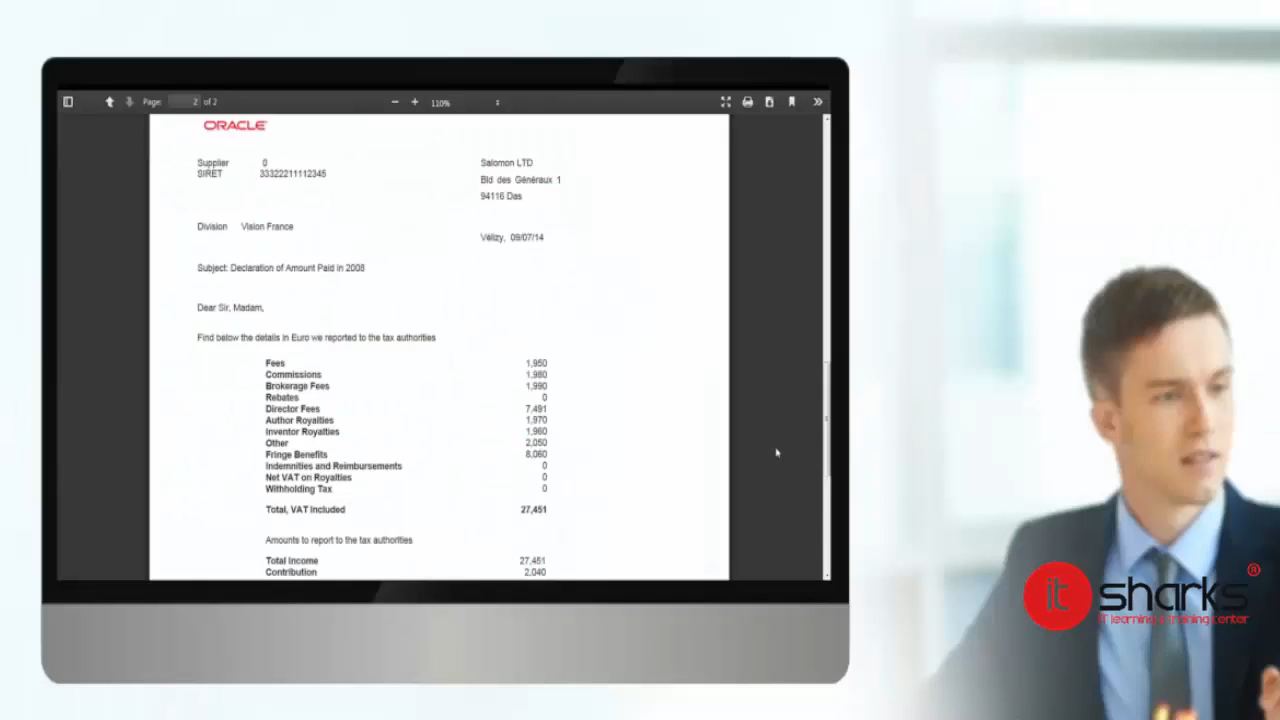 Page: 2 of 2
110%
ORACLE
Supplier 0
SIRET 33322211112345
Salomon LTD
Bld des Généraux 1
94116 Das
Division Vision France
Vélizy, 09/07/14
Subject: Declaration of Amount Paid in 2008
Dear Sir, Madam,
Find below the details in Euro we reported to the tax authorities
Fees 1,950
Commissions 1,980
Brokerage Fees 1,990
Rebates 0
Director Fees 7,491
Author Royalties 1,970
Inventor Royalties 1,960
Other 2,050
Fringe Benefits 8,060
Indemnities and Reimbursements 0
Net VAT on Royalties 0
Withholding Tax 0
Total, VAT Included 27,451
Amounts to report to the tax authorities
Total Income 27,451
Contribution 2,040
it sharks ®
IT learning & training center